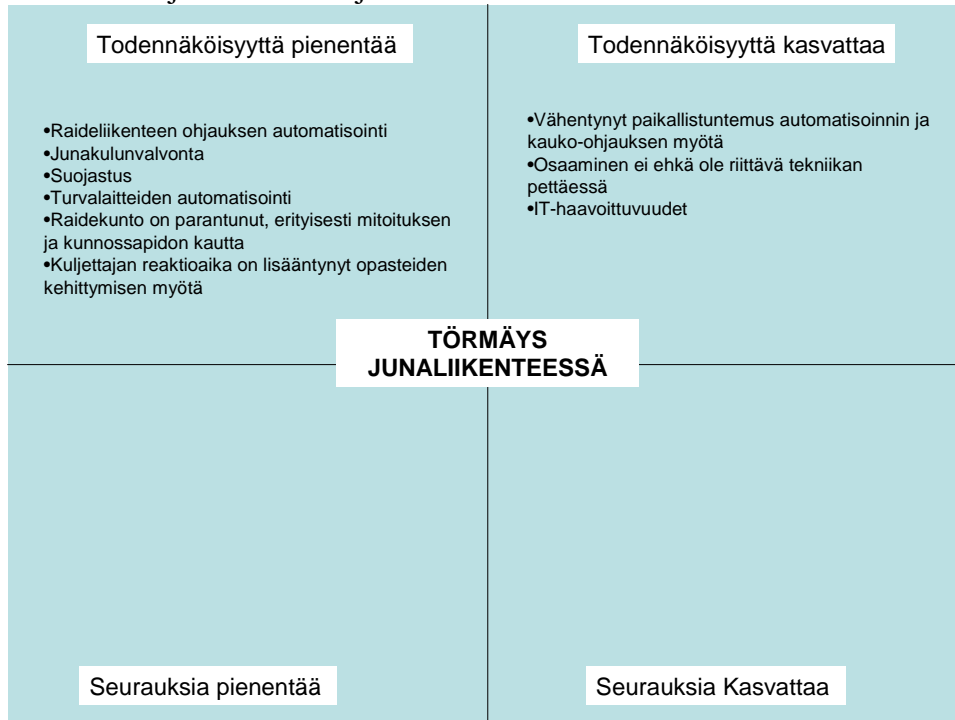 Todennäköisyyttä pienentää
Todennäköisyyttä kasvattaa
•Raideliikenteen ohjauksen automatisointi
•Junakulunvalvonta
•Suojastus
•Turvalaitteiden automatisointi
•Raidekunto on parantunut, erityisesti mitoituksen
ja kunnossapidon kautta
•Kuljettajan reaktioaika on lisääntynyt opasteiden
kehittymisen myötä
•Vähentynyt paikallistuntemus automatisoinnin ja
kauko-ohjauksen myötä
•Osaaminen ei ehkä ole riittävä tekniikan
pettäessä
•IT-haavoittuvuudet
TÖRMÄYS
JUNALIIKENTEESSÄ
Seurauksia pienentää
Seurauksia Kasvattaa